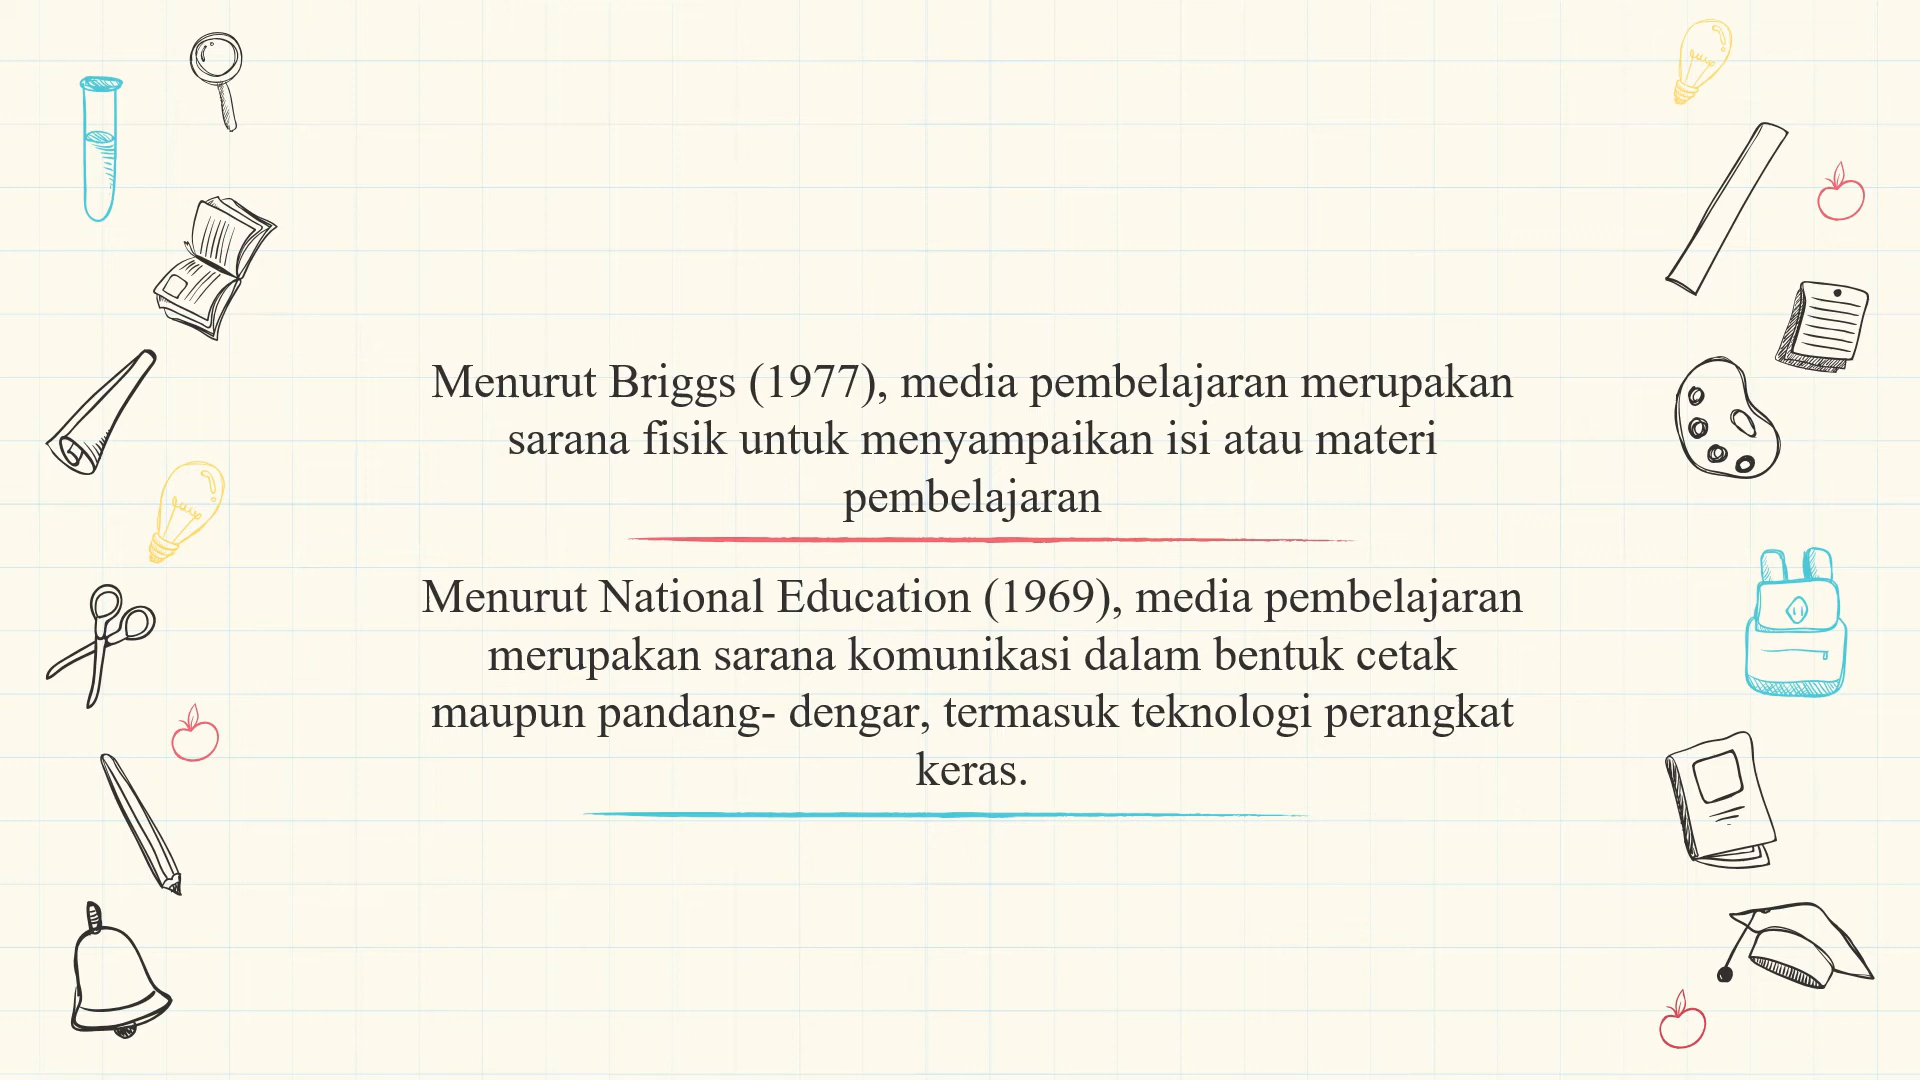 Menurut Briggs (1977), media pembelajaran merupakan
sarana fisik untuk menyampaikan isi atau materi
pembelajaran
Menurut National Education (1969), media pembelajaran
merupakan sarana komunikasi dalam bentuk cetak
maupun pandang- dengar, termasuk teknologi perangkat
keras.